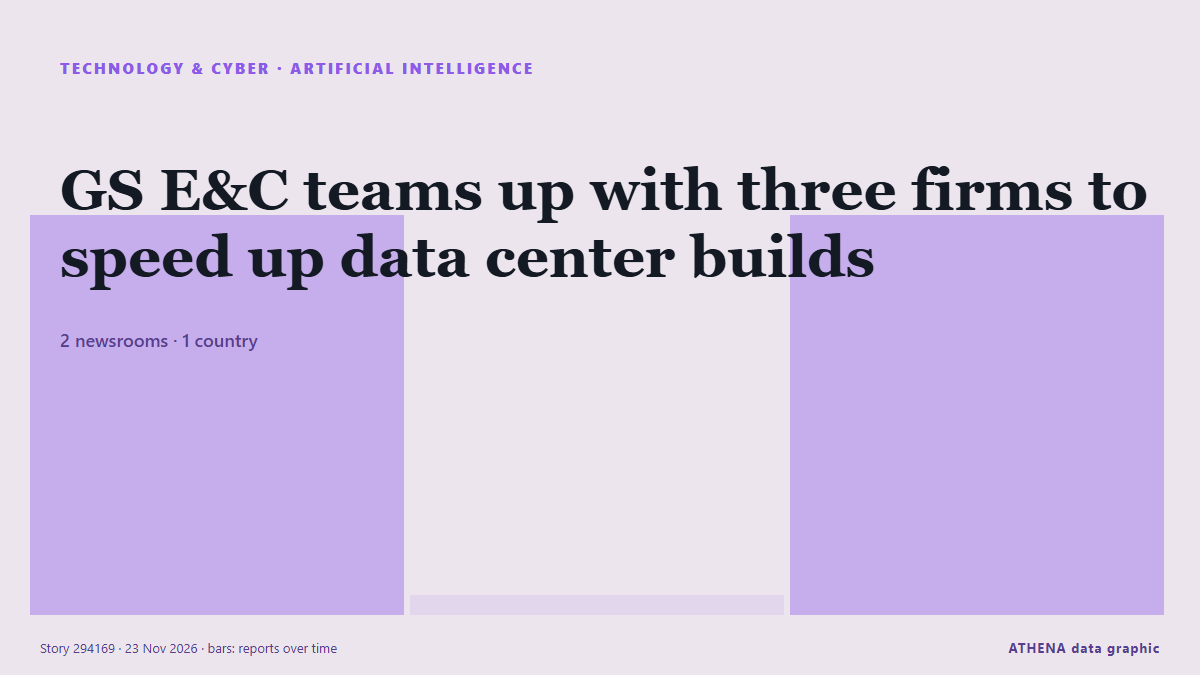 TECHNOLOGY & CYBER · ARTIFICIAL INTELLIGENCE
GS E&C teams up with three firms to
speed up data center builds
2 newsrooms · 1 country
Story 294169 · 23 Nov 2026 · bars: reports over time
ATHENA data graphic